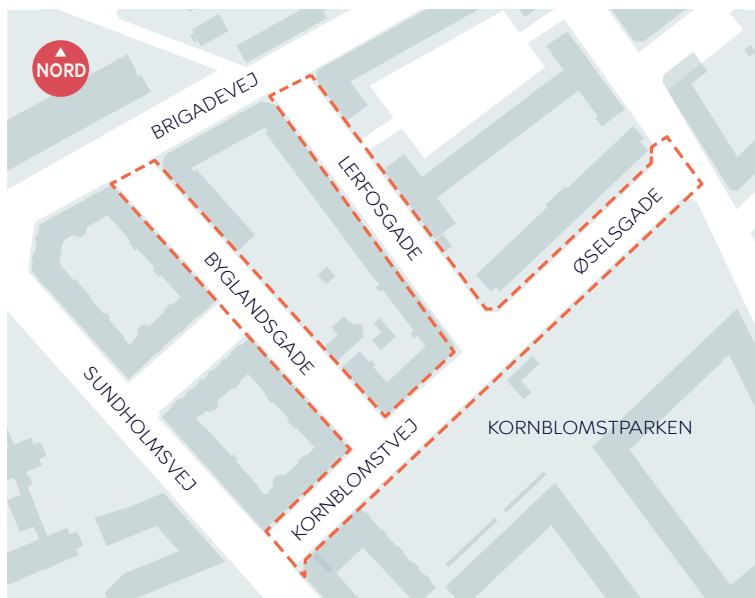 NORD
BRIGADEVEJ
LERFOSGADE
ØSELSGADE
BYGLANDSGADE
SUNDHOLMSVEJ
KORNBLOMSTVEJ
KORNBLOMSTPARKEN